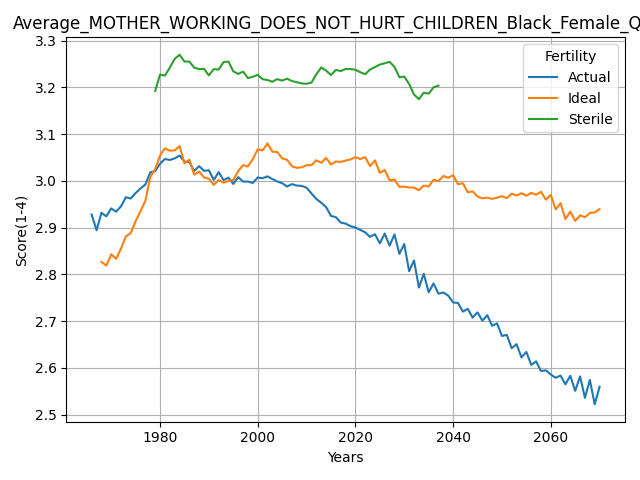 Average_MOTHER_WORKING_DOES_NOT_HURT_CHILDREN_Black_Female_Q
Fertility
Actual
Ideal
Sterile
Score(1-4)
3.3
3.2
3.1
3.0
2.9
2.8
2.7
2.6
2.5
1980 2000 2020 2040 2060
Years